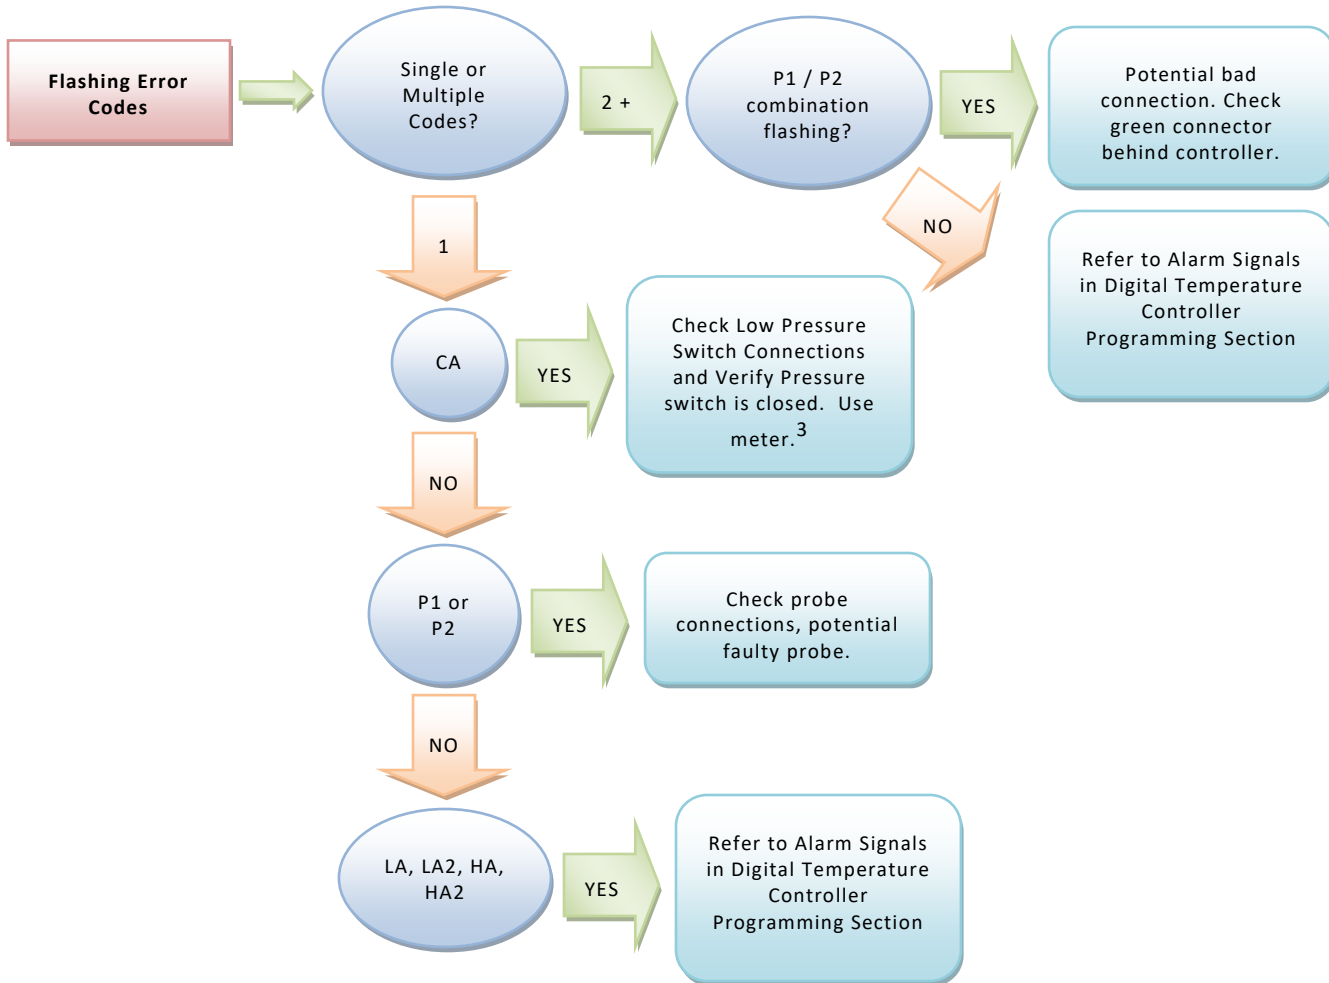 Flashing Error
Codes
Single or
Multiple
Codes?
2 +
P1 / P2
combination
flashing?
YES
Potential bad
connection. Check
green connector
behind controller.
NO
Refer to Alarm Signals
in Digital Temperature
Controller
Programming Section
1
CA
YES
Check Low Pressure
Switch Connections
and Verify Pressure
switch is closed.  Use
meter.3
NO
P1 or
P2
YES
Check probe
connections, potential
faulty probe.
NO
LA, LA2, HA,
HA2
YES
Refer to Alarm Signals
in Digital Temperature
Controller
Programming Section